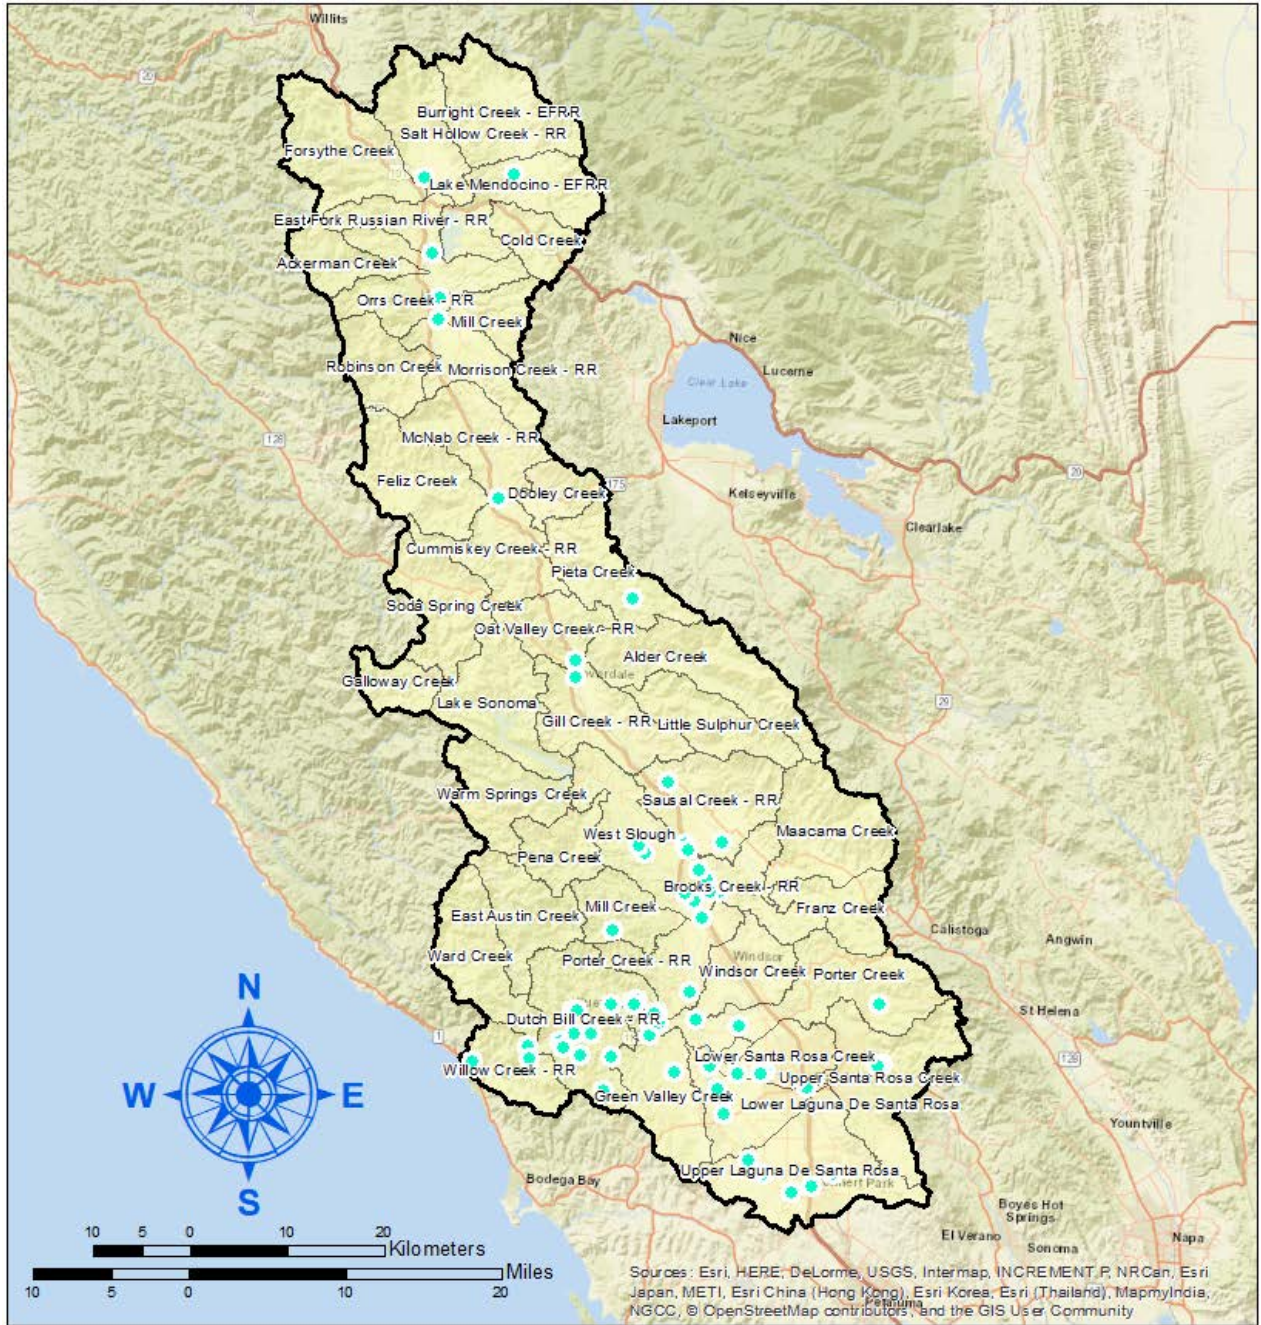 Willits
20
Burright Creek - EFRR
Salt Hollow Creek - RR
Forsythe Creek
Lake Mendocino - EFRR
East Fork Russian River - RR
Cold Creek
Ackerman Creek
Orrs Creek - RR
Mill Creek
Nice
Robinson Creek
Morrison Creek - RR
Lucerne
Clear Lake
Lakeport
McNab Creek - RR
128
20
Feliz Creek
175
Dooley Creek
Kelseyville
Clearlake
Cummiskey Creek - RR
Pieta Creek
Soda Spring Creek
Oat Valley Creek - RR
Alder Creek
Galloway Creek
Lake Sonoma
29
Gill Creek - RR
Little Sulphur Creek
Warm Springs Creek
Sausal Creek - RR
West Slough
Maacama Creek
Pena Creek
Brooks Creek - RR
Mill Creek
East Austin Creek
Franz Creek
Calistoga
Angwin
Ward Creek
Windsor
Porter Creek - RR
Windsor Creek
Porter Creek
St Helena
N
Dutch Bill Creek - RR
1
128
Lower Santa Rosa Creek
Willow Creek - RR
Upper Santa Rosa Creek
W
E
Green Valley Creek
Lower Laguna De Santa Rosa
Yountville
Upper Laguna De Santa Rosa
Bodega Bay
S
Boyes Hot
Springs
El Verano
Sonoma
Napa
10 5 0 10 20
Kilometers
Miles
10 5 0 10 20
Petaluma
Sources: Esri, HERE, DeLorme, USGS, Intermap, INCREMENT P, NRCan, Esri
Japan, METI, Esri China (Hong Kong), Esri Korea, Esri (Thailand), MapmyIndia,
NGCC, © OpenStreetMap contributors, and the GIS User Community